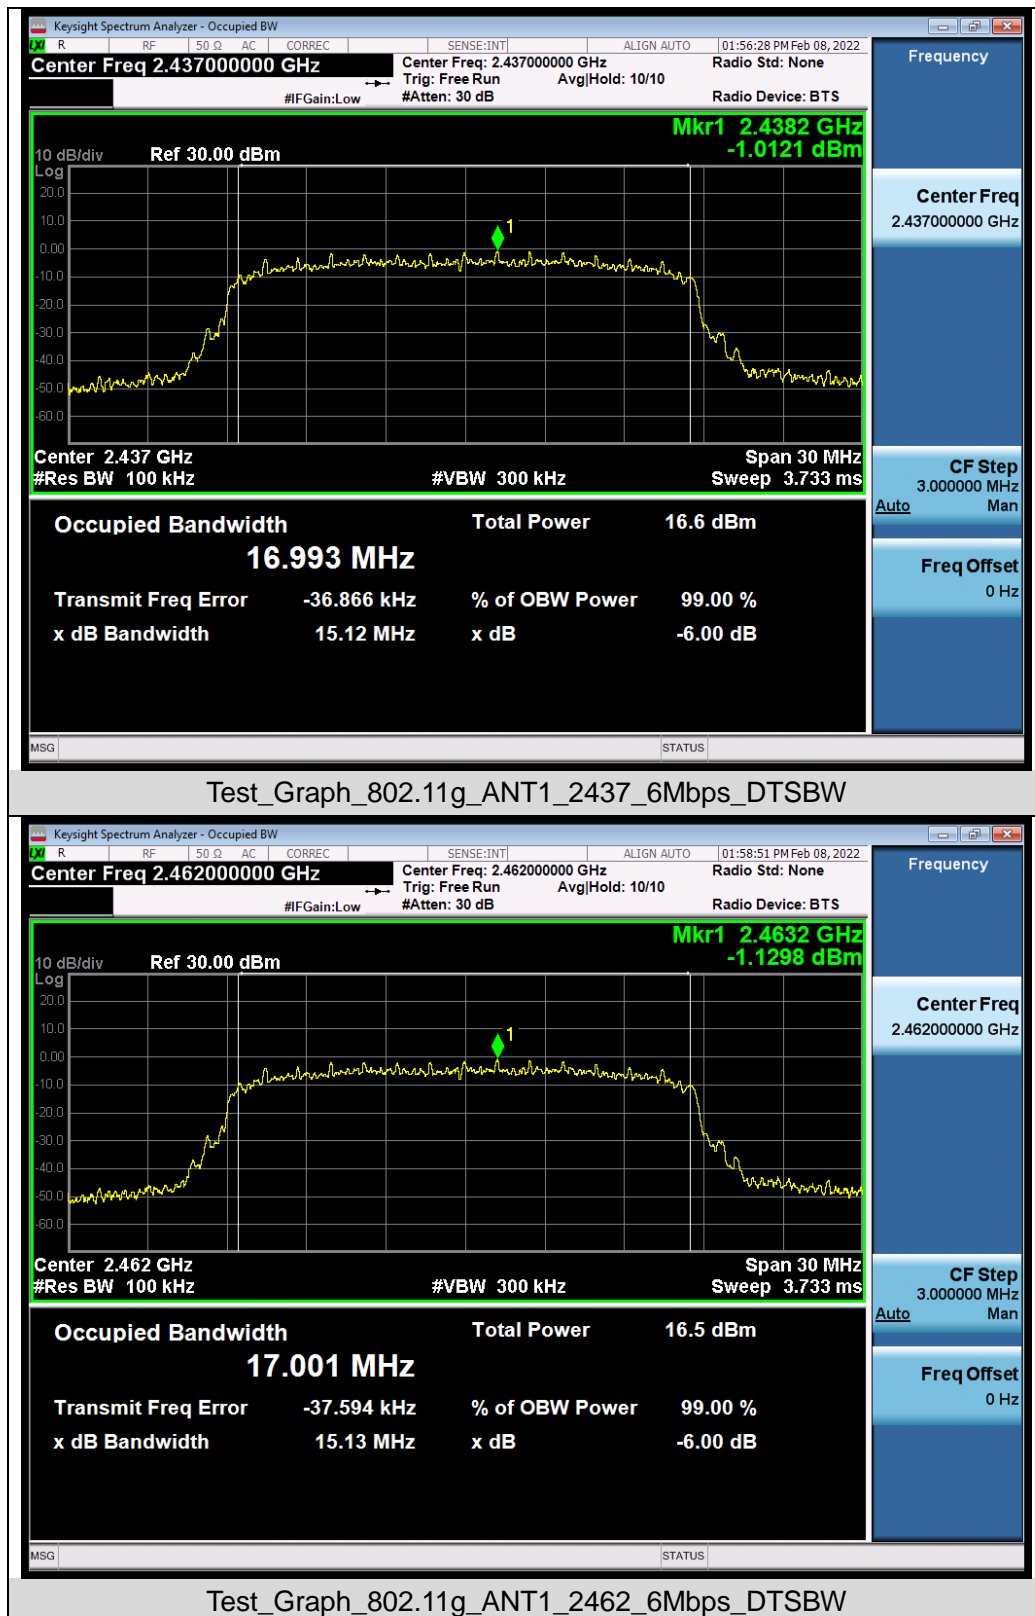 Keysight Spectrum Analyzer - Occupied BW
LXI R RF 50 Ω AC CORREC SENSE:INT ALIGN AUTO 01:56:28 PM Feb 08, 2022
Center Freq 2.437000000 GHz
Center Freq: 2.437000000 GHz Radio Std: None
Trig: Free Run Avg|Hold: 10/10
#IFGain:Low #Atten: 30 dB Radio Device: BTS
Frequency
Mkr1 2.4382 GHz
-1.0121 dBm
10 dB/div Ref 30.00 dBm
Log
20.0
10.0
0.00
-10.0
-20.0
-30.0
-40.0
-50.0
-60.0
1
Center 2.437 GHz Span 30 MHz
#Res BW 100 kHz #VBW 300 kHz Sweep 3.733 ms
Center Freq
2.437000000 GHz
CF Step
3.000000 MHz
Auto Man
Freq Offset
0 Hz
Occupied Bandwidth Total Power 16.6 dBm
16.993 MHz
Transmit Freq Error -36.866 kHz % of OBW Power 99.00 %
x dB Bandwidth 15.12 MHz x dB -6.00 dB
MSG STATUS
Test_Graph_802.11g_ANT1_2437_6Mbps_DTSBW
Keysight Spectrum Analyzer - Occupied BW
LXI R RF 50 Ω AC CORREC SENSE:INT ALIGN AUTO 01:58:51 PM Feb 08, 2022
Center Freq 2.462000000 GHz
Center Freq: 2.462000000 GHz Radio Std: None
Trig: Free Run Avg|Hold: 10/10
#IFGain:Low #Atten: 30 dB Radio Device: BTS
Frequency
Mkr1 2.4632 GHz
-1.1298 dBm
10 dB/div Ref 30.00 dBm
Log
20.0
10.0
0.00
-10.0
-20.0
-30.0
-40.0
-50.0
-60.0
1
Center 2.462 GHz Span 30 MHz
#Res BW 100 kHz #VBW 300 kHz Sweep 3.733 ms
Center Freq
2.462000000 GHz
CF Step
3.000000 MHz
Auto Man
Freq Offset
0 Hz
Occupied Bandwidth Total Power 16.5 dBm
17.001 MHz
Transmit Freq Error -37.594 kHz % of OBW Power 99.00 %
x dB Bandwidth 15.13 MHz x dB -6.00 dB
MSG STATUS
Test_Graph_802.11g_ANT1_2462_6Mbps_DTSBW